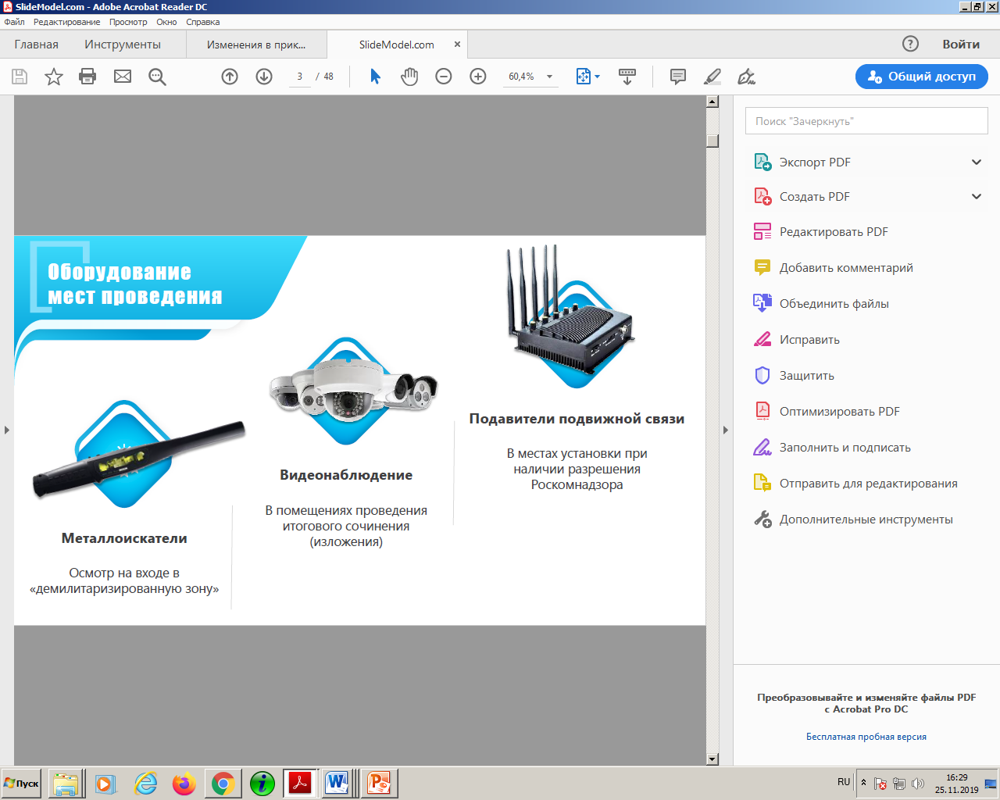 SlideModel.com - Adobe Acrobat Reader DC
Файл Редактирование Просмотр Окно Справка
Главная Инструменты Изменения в прик... SlideModel.com Войти
3 / 48 60,4% Общий доступ
Поиск "Зачеркнуть"
Экспорт PDF
Создать PDF
Редактировать PDF
Добавить комментарий
Объединить файлы
Исправить
Защитить
Оптимизировать PDF
Заполнить и подписать
Отправить для редактирования
Дополнительные инструменты
Преобразовывайте и изменяйте файлы PDF
с Acrobat Pro DC
Бесплатная пробная версия
Оборудование
мест проведения
Металлоискатели
Осмотр на входе в
«демилитаризированную зону»
Видеонаблюдение
В помещениях проведения
итогового сочинения
(изложения)
Подавители подвижной связи
В местах установки при
наличии разрешения
Роскомнадзора
Пуск
RU
16:29
25.11.2019